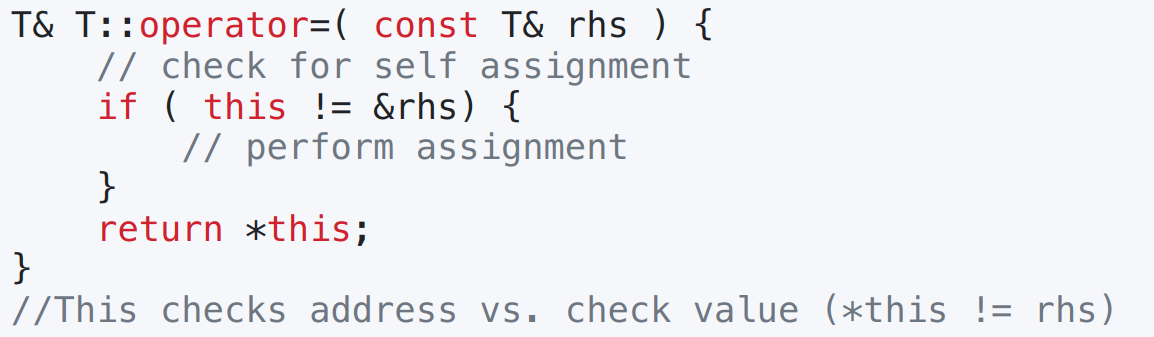 T& T::operator=( const T& rhs ) {
    // check for self assignment
    if ( this != &rhs) {
        // perform assignment
    }
    return *this;
}
//This checks address vs. check value (*this != rhs)